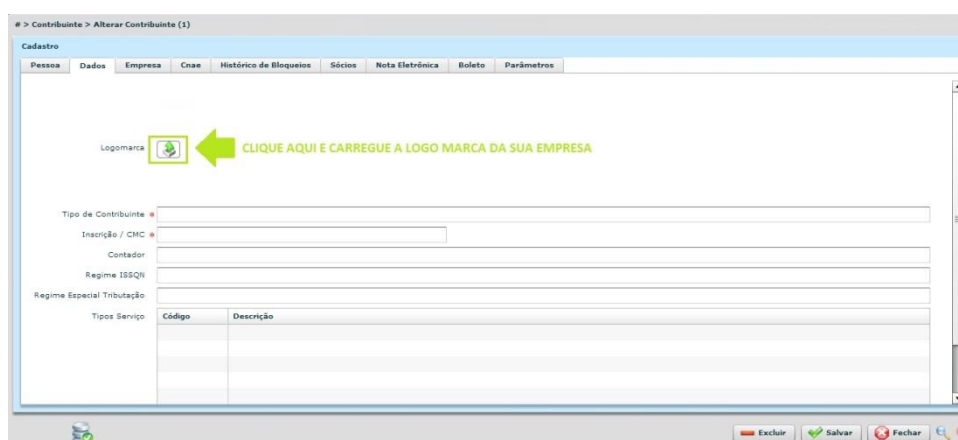 # > Contribuinte > Alterar Contribuinte (1)
Cadastro
Pessoa Dados Empresa Cnae Histórico de Bloqueios Sócios Nota Eletrônica Boleto Parâmetros
Logomarca CLIQUE AQUI E CARREGUE A LOGO MARCA DA SUA EMPRESA
Tipo de Contribuinte
Inscrição / CMC
Contador
Regime ISSQN
Regime Especial Tributação
Tipos Serviço Código Descrição
Excluir Salvar Fechar